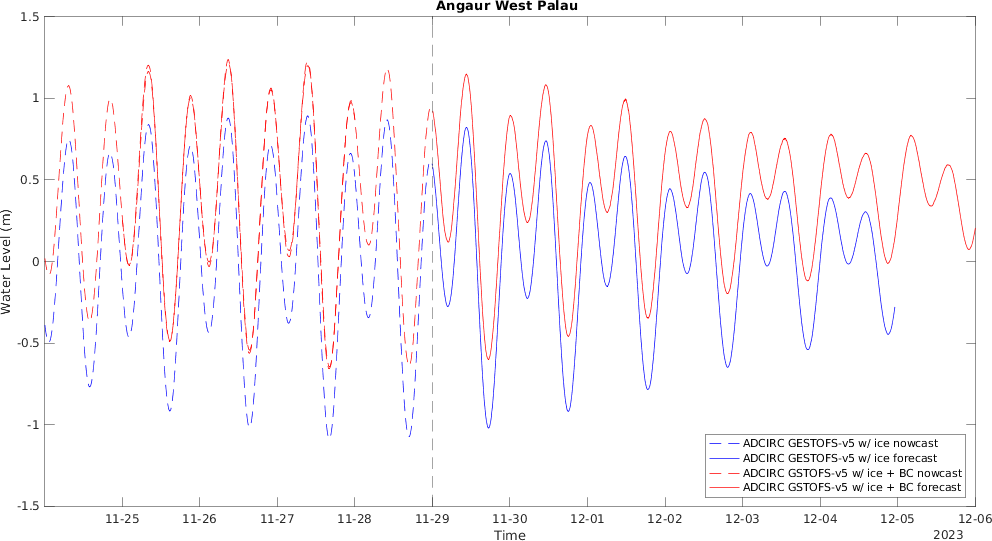 Angaur West Palau
1.5
1
0.5
0
-0.5
-1
-1.5
Water Level (m)
ADCIRC GESTOFS-v5 w/ ice nowcast
ADCIRC GESTOFS-v5 w/ ice forecast
ADCIRC GSTOFS-v5 w/ ice + BC nowcast
ADCIRC GSTOFS-v5 w/ ice + BC forecast
11-25 11-26 11-27 11-28 11-29 11-30 12-01 12-02 12-03 12-04 12-05 12-06
Time
2023